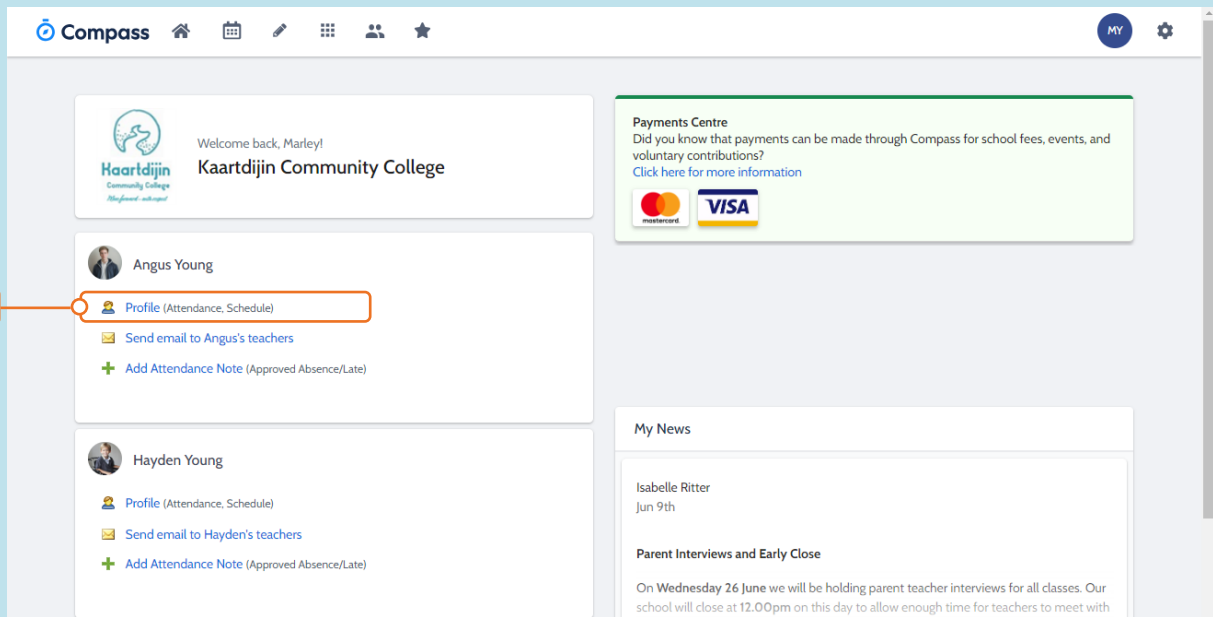 Compass
MY
Kaartdijin
Community College
Welcome back, Marley!
Kaartdijin Community College
Angus Young
Profile (Attendance, Schedule)
Send email to Angus's teachers
Add Attendance Note (Approved Absence/Late)
Hayden Young
Profile (Attendance, Schedule)
Send email to Hayden's teachers
Add Attendance Note (Approved Absence/Late)
Payments Centre
Did you know that payments can be made through Compass for school fees, events, and
voluntary contributions?
Click here for more information
mastercard.
VISA
My News
Isabelle Ritter
Jun 9th
Parent Interviews and Early Close
On Wednesday 26 June we will be holding parent teacher interviews for all classes. Our
school will close at 12.00pm on this day to allow enough time for teachers to meet with